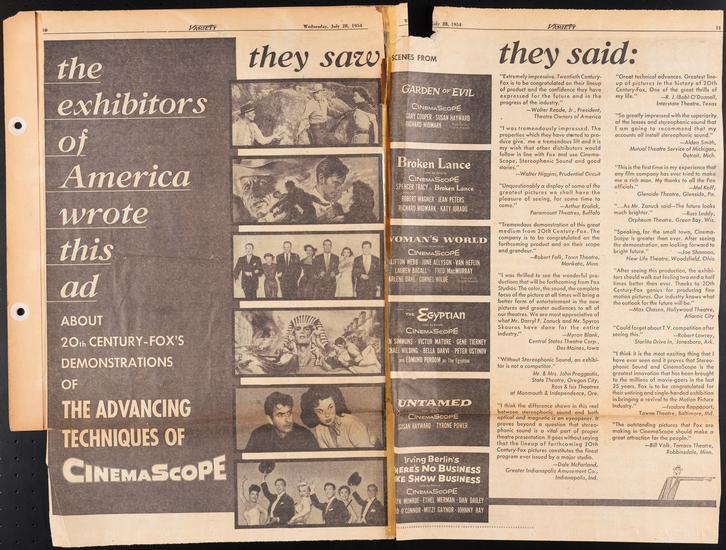 10
VARIETY
Wednesday, July 28, 1954
the
exhibitors
of
America
wrote
this
ad
ABOUT
20th CENTURY-FOX'S
DEMONSTRATIONS
OF
THE ADVANCING
TECHNIQUES OF
CINEMASCOPE
they saw
SCENES FROM
GARDEN OF EVIL
CINEMASCOPE
GARY COOPER · SUSAN HAYWARD
RICHARD WIDMARK
Broken Lance
CINEMASCOPE
SPENCER TRACY in Broken Lance
ROBERT WAGNER · JEAN PETERS
RICHARD WIDMARK · KATY JURADO
WOMAN'S WORLD
CINEMASCOPE
CLIFTON WEBB · JUNE ALLYSON · VAN HEFLIN
LAUREN BACALL · FRED MacMURRAY
ARLENE DAHL · CORNEL WILDE
THE EGYPTIAN
CINEMASCOPE
SIMMONS · VICTOR MATURE · GENE TIERNEY
WILDING · BELLA DARVI · PETER USTINOV
and EDMUND PURDOM as The Egyptian
UNTAMED
CINEMASCOPE
SUSAN HAYWARD · TYRONE POWER
Irving Berlin's
THERE'S NO BUSINESS
LIKE SHOW BUSINESS
CINEMASCOPE
MONROE · ETHEL MERMAN · DAN DAILEY
O'CONNOR · MITZI GAYNOR · JOHNNY RAY
July 28, 1954
VARIETY
11
they said:
"Extremely impressive. Twentieth Century-
Fox is to be congratulated on their lineup
of product and the confidence they have
expressed for the future and in the
progress of the industry."
—Walter Reade, Jr., President,
Theatre Owners of America
"I was tremendously impressed. The
properties which they have started to pro-
duce give me a tremendous lift and it is
my wish that other distributors would
follow in line with Fox and use Cinema-
Scope, Stereophonic Sound and good
stories."
—Walter Higgins, Prudential Circuit
"Unquestionably a display of some of the
greatest pictures we shall have the
pleasure of seeing, for some time to
come."
—Arthur Krolick,
Paramount Theatres, Buffalo
"Tremendous demonstration of this great
medium from 20th Century-Fox. The
company is to be congratulated on the
forthcoming product and on their scope
and grandeur."
—Robert Falk, Town Theatre,
Mankato, Minn.
"I was thrilled to see the wonderful pro-
ductions that will be forthcoming from Fox
studios. The color, the sound, the complete
focus of the picture at all times will bring a
better form of entertainment in the new
pictures and greater audiences to all of
our theatres. We are most appreciative of
what Mr. Darryl F. Zanuck and Mr. Spyros
Skouras have done for the entire
industry."
—Myron Blank,
Central States Theatre Corp.,
Des Moines, Iowa
"Without Stereophonic Sound, an exhibi-
tor is not a competitor."
Mr. & Mrs. John Praggastis,
State Theatre, Oregon City;
Ross & Isis Theatres
at Monmouth & Independence, Ore.
"I think the difference shown in this reel
between stereophonic sound and both
optical and magnetic is an eyeopener. It
proves beyond a question that stereo-
phonic sound is a vital part of proper
theatre presentation. It goes without saying
that the lineup of forthcoming 20th Cen-
tury-Fox pictures constitutes the finest
program ever issued by a major studio.
—Dale McFarland,
Greater Indianapolis Amusement Co.,
Indianapolis, Ind.
"Great technical advances. Greatest line-
up of pictures in the history of 20th
Century-Fox. One of the great thrills of
my life."
—R. J. (Bob) O'Donnell,
Interstate Theatre, Texas
"So greatly impressed with the superiority
of the lenses and stereophonic sound that
I am going to recommend that my
accounts all install stereophonic sound."
—Alden Smith,
Mutual Theatre Service of Michigan,
Detroit, Mich.
"This is the first time in my experience that
any film company has ever tried to make
me a rich man. My thanks to all the Fox
officials."
—Mel Koff,
Glenside Theatre, Glenside, Pa.
"...As Mr. Zanuck said—The future looks
much brighter."
—Russ Leddy,
Orpheum Theatre, Green Bay, Wis.
"Speaking, for the small town, Cinema-
Scope is greater than ever. After seeing
the demonstration, am looking forward to
bright future."
—Joe Shannon,
New Life Theatre, Woodsfield, Ohio
"After seeing this production, the exhibitors
should walk out feeling two and a half
times better than ever. Thanks to 20th
Century-Fox genius for producing fine
motion pictures. Our industry knows what
the outlook for the future will be."
—Max Chasen, Hollywood Theatre,
Atlantic City
"Could forget about T.V. competition after
seeing this."
—Robert Lowrey,
Starlite Drive In, Jonesboro, Ark.
"I think it is the most exciting thing that I
have ever seen and it proves that Stereo-
phonic Sound and CinemaScope is the
greatest innovation that has been brought
to the millions of movie-goers in the last
25 years. Fox is to be congratulated for
their untiring and single-handed exhibition
in bringing a revival to the Motion Picture
Industry."
—Isadore Rappaport,
Towne Theatre, Baltimore, Md.
"The outstanding pictures that Fox are
making in CinemaScope should make a
great attraction for the people."
—Bill Volk, Terrace Theatre,
Robbinsdale, Minn.